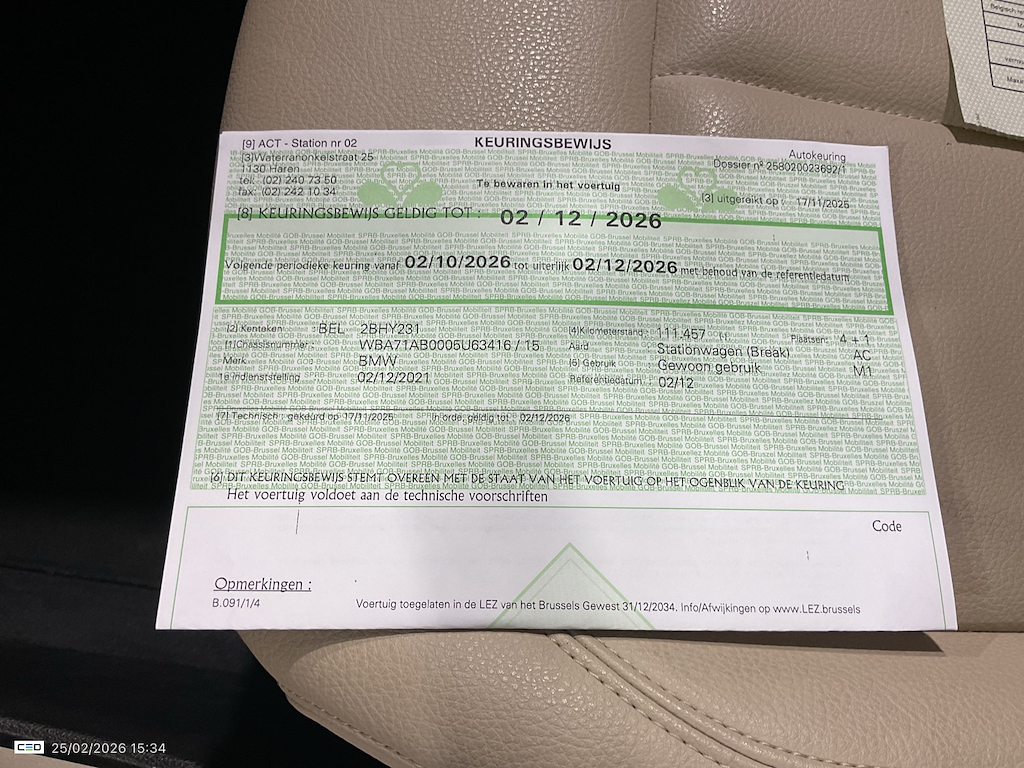 [9] ACT - Station nr 02
KEURINGSBEWIJS
Autokeuring
[3]Waterranonkelstraat 25
Dossier nº 258020023692/1
1130 Haren
tel.: (02) 240 73 50
Te bewaren in het voertuig
fax: (02) 242 10 34
[3] uitgereikt op : 17/11/2025
[8] KEURINGSBEWIJS GELDIG TOT : 02 / 12 / 2026
Volgende periodieke keuring vanaf 02/10/2026 tot uiterlijk 02/12/2026 met behoud van de referentiedatum.
[2] Kenteken : BEL 2BHY231
[4]Kilometerstand : 111.457
Plaatsen: 4 + 1
[1]Chassisnummer : WBA71AB0005U63416 / 15
Aard : Stationwagen (Break) AC
Merk BMW
[5] Gebruik : Gewoon gebruik M1
1e indienststelling 02/12/2021
Referentiedatum : 02/12
[7] Technisch : gekeurd op 17/11/2025 In orde, geldig tot : 02/12/2026
[6] DIT KEURINGSBEWIJS STEMT OVEREEN MET DE STAAT VAN HET VOERTUIG OP HET OGENBLIK VAN DE KEURING
Het voertuig voldoet aan de technische voorschriften
Code
Opmerkingen :
B.091/1/4
Voertuig toegelaten in de LEZ van het Brussels Gewest 31/12/2034. Info/Afwijkingen op www.LEZ.brussels
CEO 25/02/2026 15:34